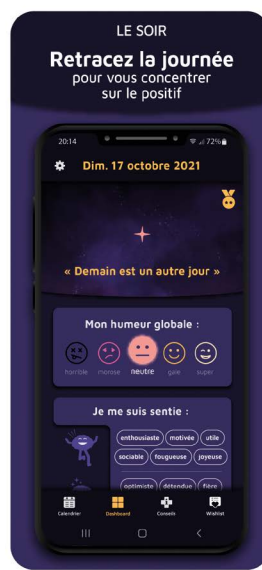 LE SOIR
Retracez la journée
pour vous concentrer
sur le positif
20:14
72%
Dim. 17 octobre 2021
« Demain est un autre jour »
Mon humeur globale :
horrible morose neutre gaie super
Je me suis sentie :
enthousiaste motivée utile
sociable fougueuse joyeuse
optimiste détendue fière
Calendrier Dashboard Conseils Wishlist